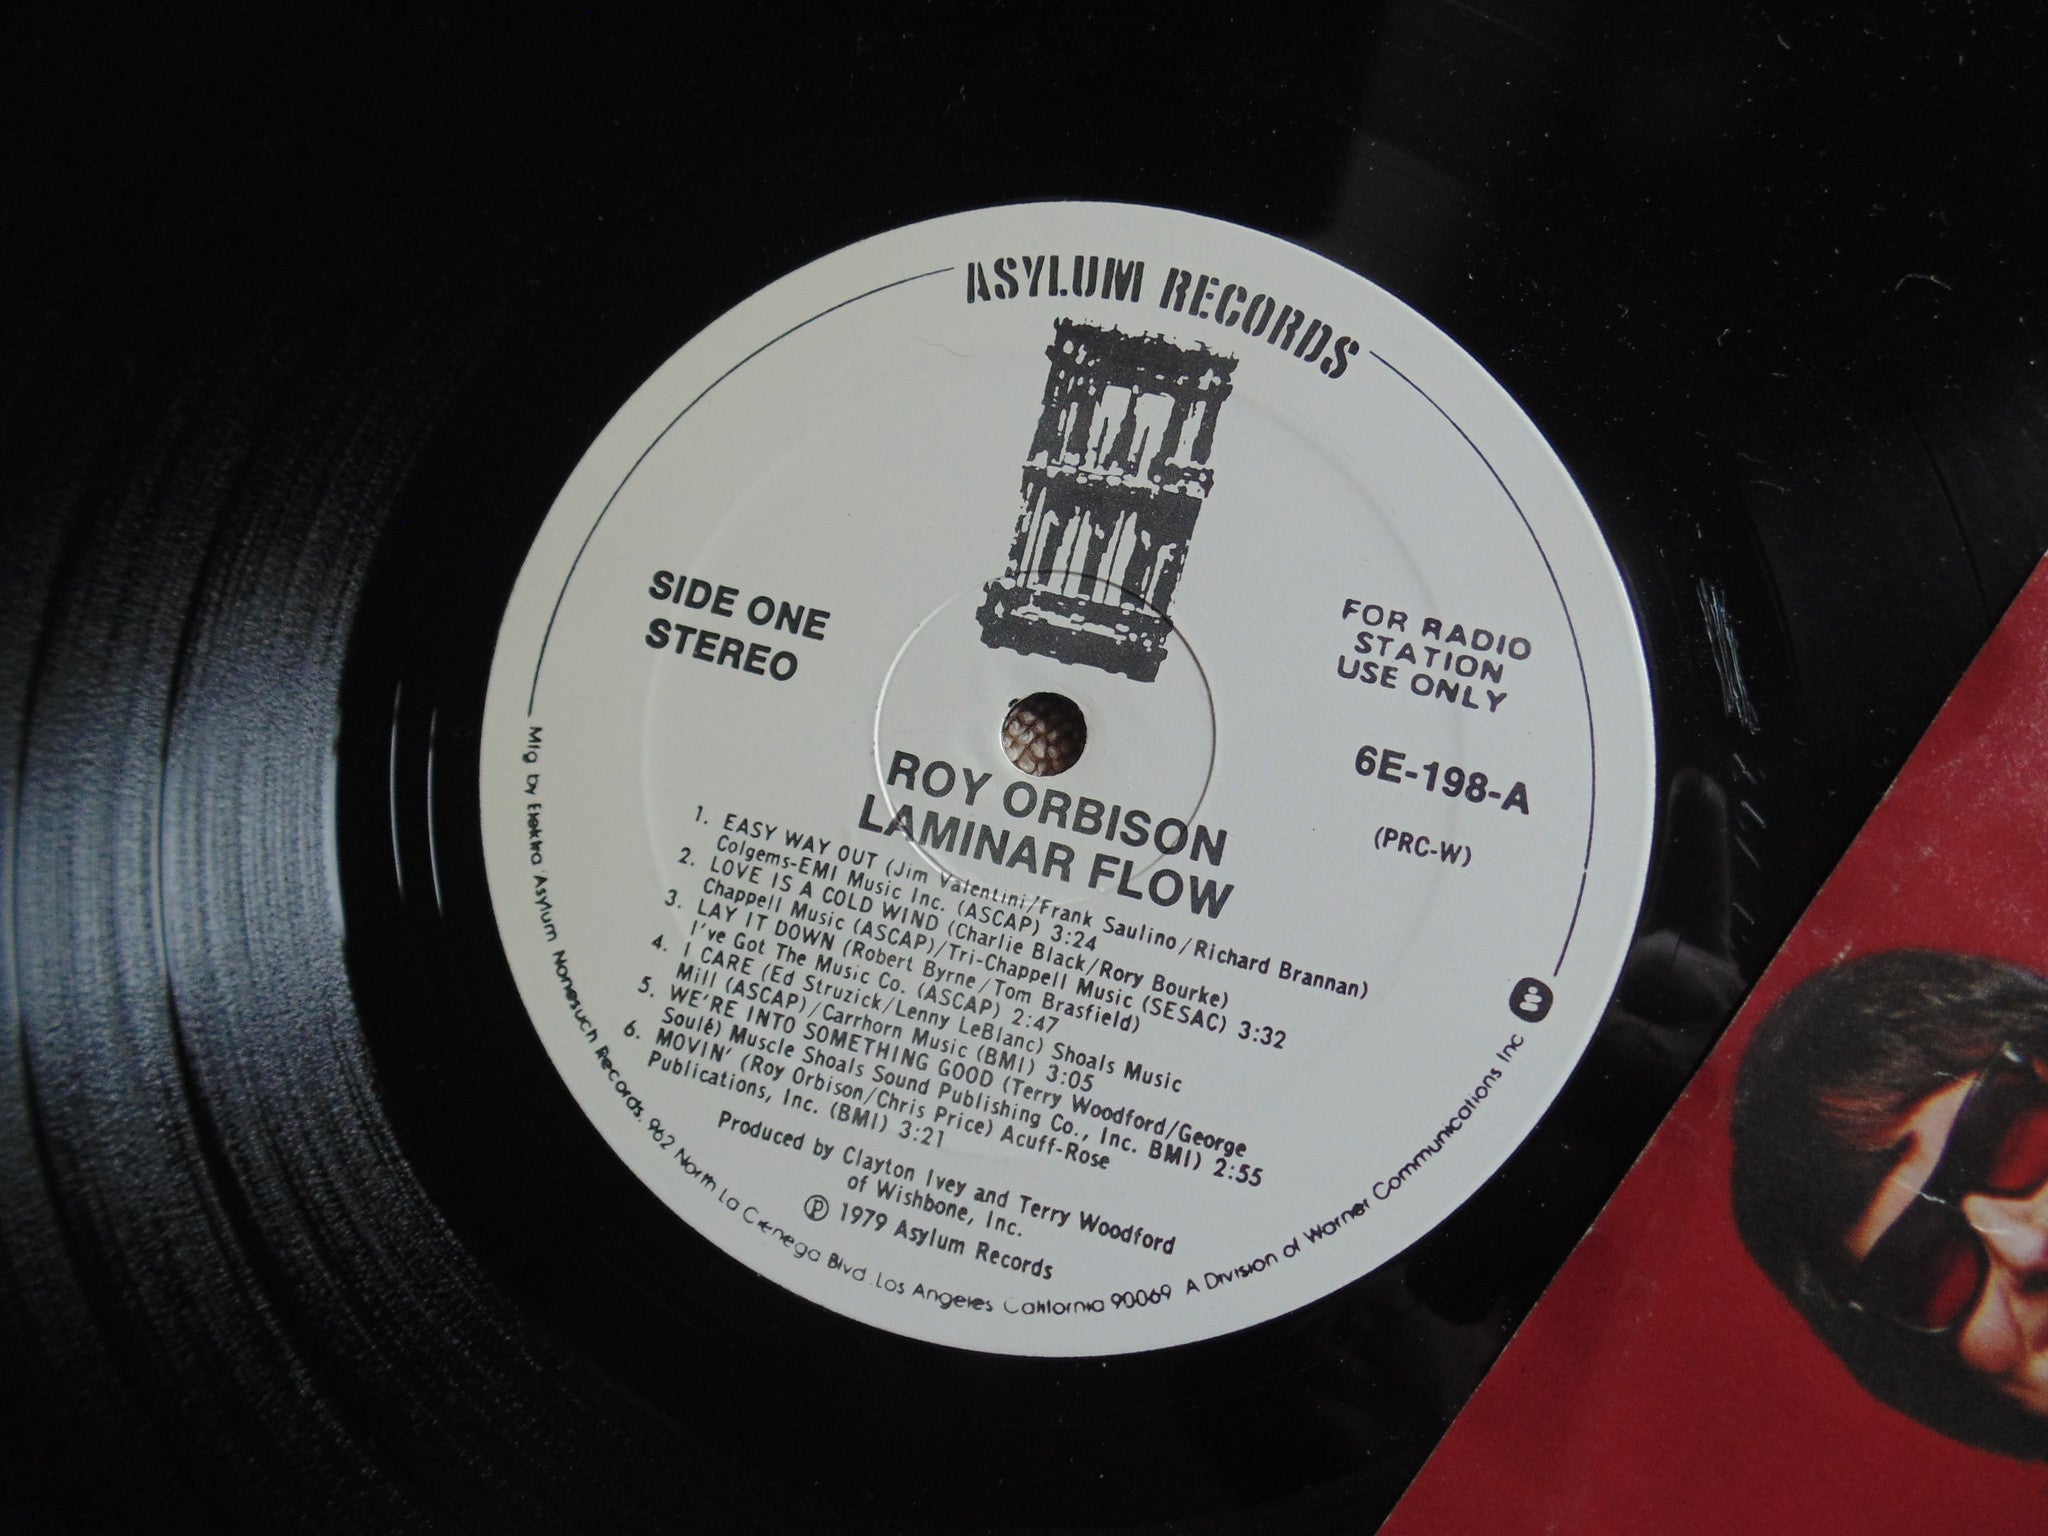 ASYLUM RECORDS
SIDE ONE
STEREO
FOR RADIO
STATION
USE ONLY
6E-198-A
(PRC-W)
ROY ORBISON
LAMINAR FLOW
1. EASY WAY OUT (Jim Valentini/Frank Saulino/Richard Brannan)
Colgems-EMI Music Inc. (ASCAP) 3:24
2. LOVE IS A COLD WIND (Charlie Black/Rory Bourke)
Chappell Music (ASCAP)/Tri-Chappell Music (SESAC) 3:32
3. LAY IT DOWN (Robert Byrne/Tom Brasfield)
I've Got The Music Co. (ASCAP) 2:47
4. I CARE (Ed Struzick/Lenny LeBlanc) Shoals Music
Mill (ASCAP)/Carrhorn Music (BMI) 3:05
5. WE'RE INTO SOMETHING GOOD (Terry Woodford/George
Soulé) Muscle Shoals Sound Publishing Co., Inc. BMI) 2:55
6. MOVIN' (Roy Orbison/Chris Price) Acuff-Rose
Publications, Inc. (BMI) 3:21
Produced by Clayton Ivey and Terry Woodford
of Wishbone, Inc.
℗ 1979 Asylum Records
Mfg by Elektra/Asylum Nonesuch Records. 962 North La Cienega Blvd. Los Angeles California 90069 A Division of Warner Communications Inc